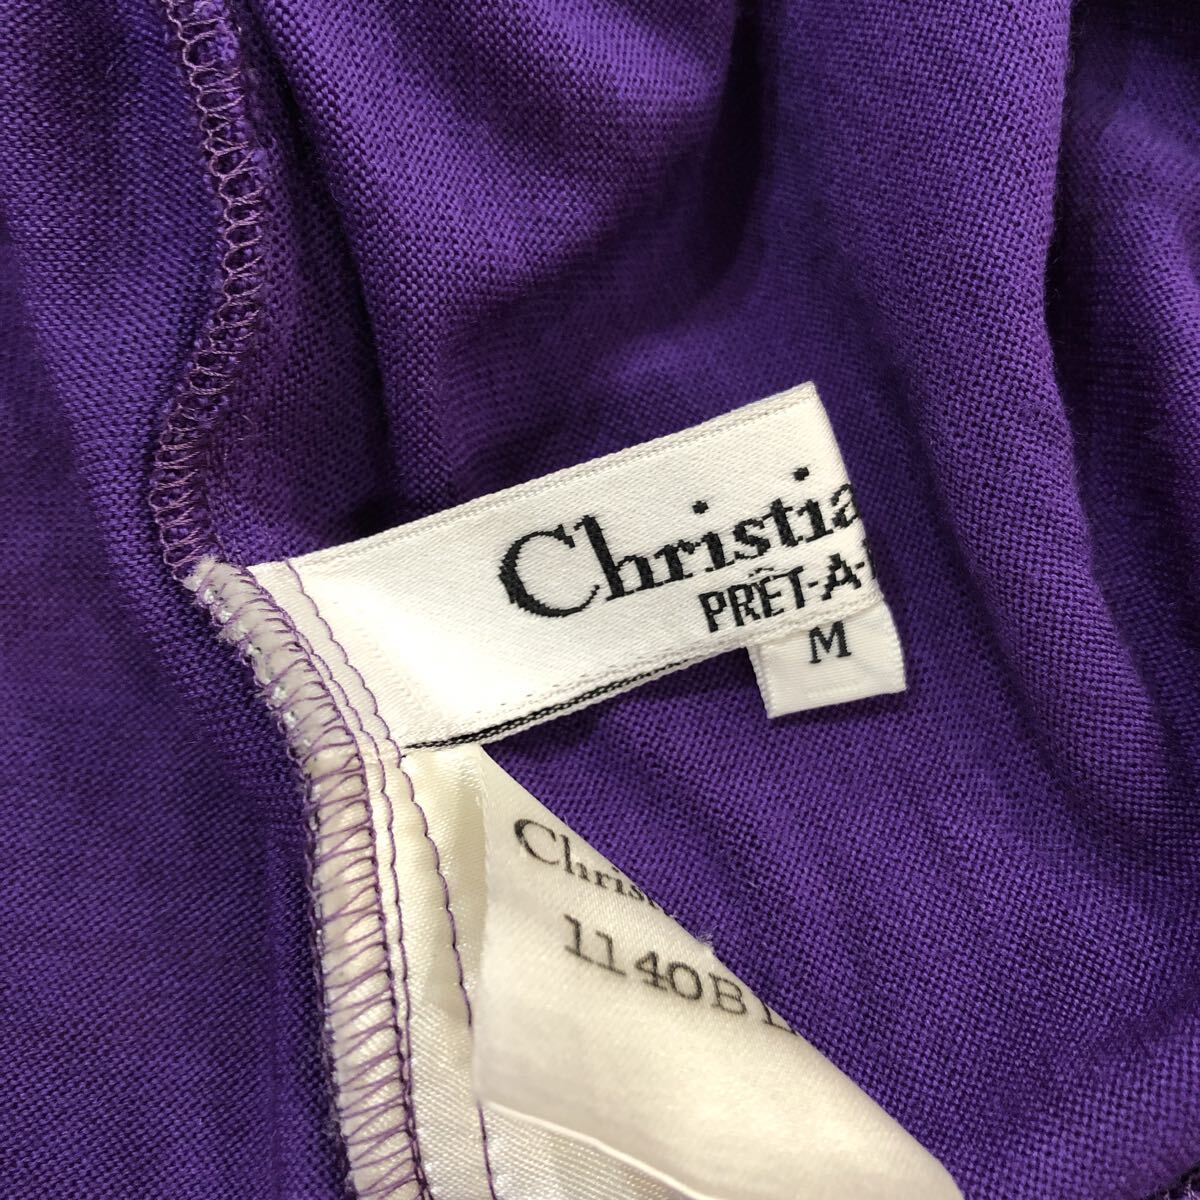 Christia
PRÊT-A-
M
Chris
1140B